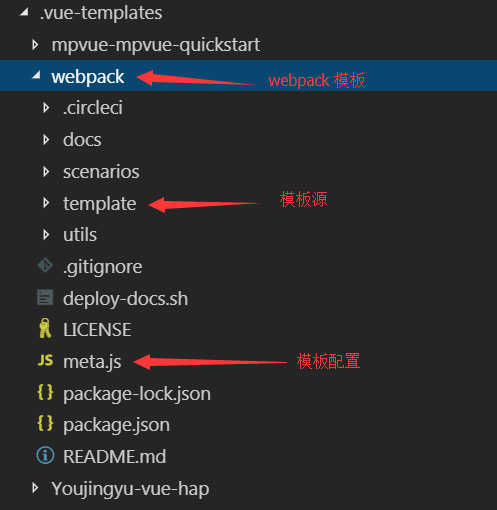 .vue-templates
mpvue-mpvue-quickstart
webpack webpack 模板
.circleci
docs
scenarios
template 模板源
utils
.gitignore
deploy-docs.sh
LICENSE
JS meta.js 模板配置
{ } package-lock.json
{ } package.json
README.md
Youjingyu-vue-hap